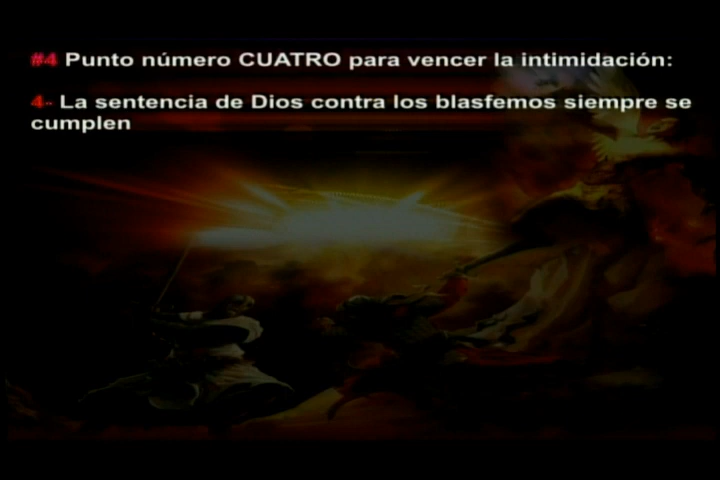 #4 Punto número CUATRO para vencer la intimidación:
4- La sentencia de Dios contra los blasfemos siempre se
cumplen